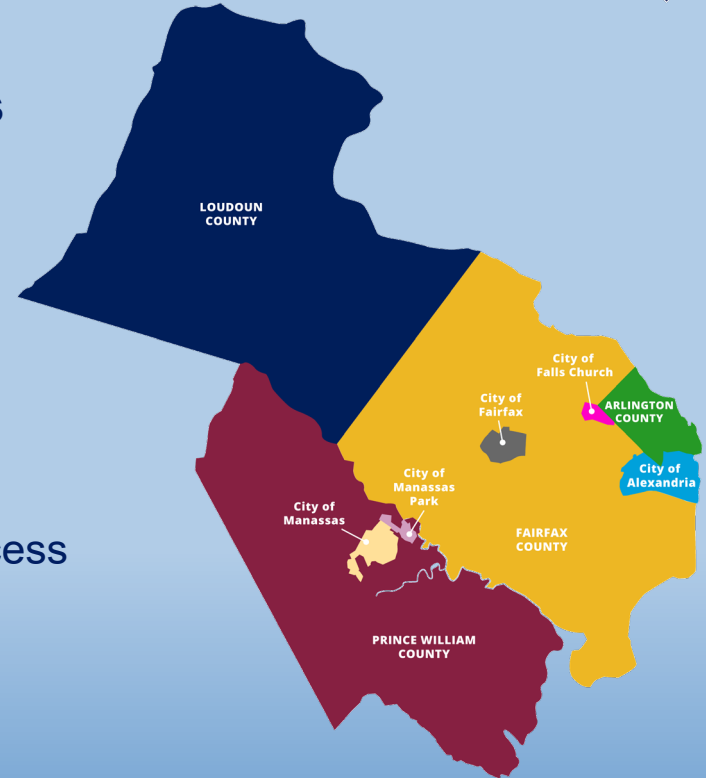 s
LOUDOUN
COUNTY
City of
Falls Church
ARLINGTON
COUNTY
City of
Fairfax
City of
Alexandria
City of
Manassas
Park
City of
Manassas
FAIRFAX
COUNTY
cess
PRINCE WILLIAM
COUNTY